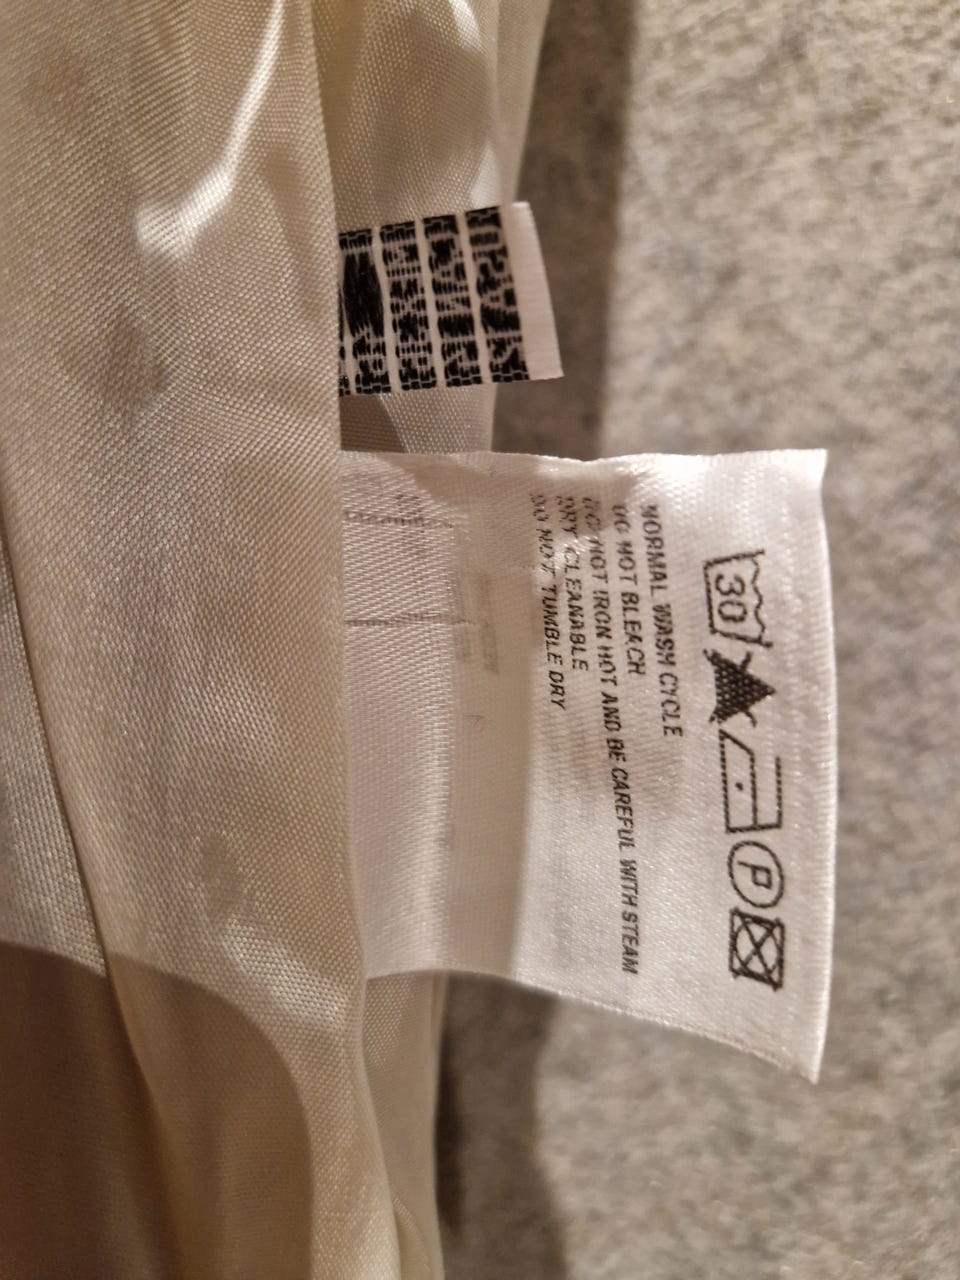 30
P
NORMAL WASH CYCLE
DO NOT BLEACH
DO NOT IRON HOT AND BE CAREFUL WITH STEAM
DRY CLEANABLE
DO NOT TUMBLE DRY